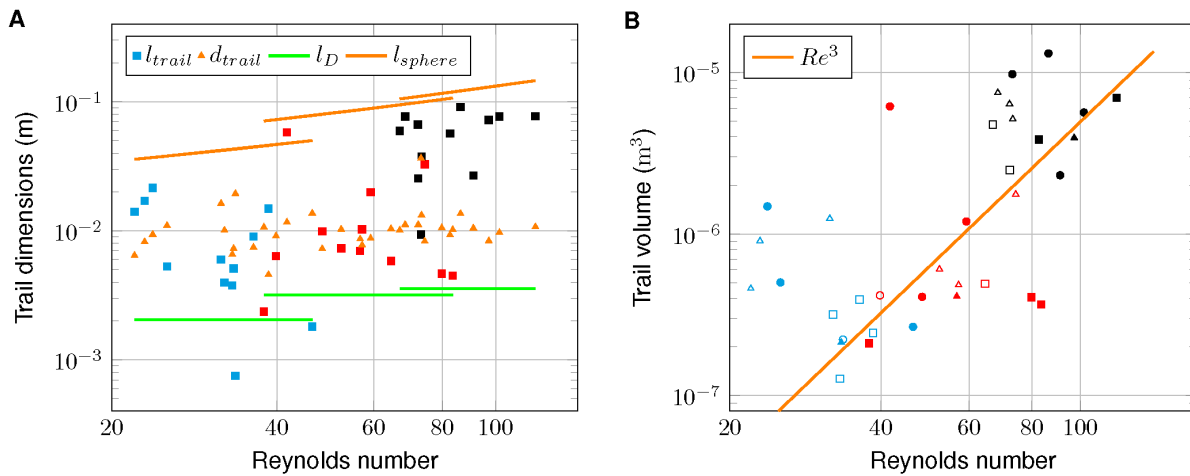 A
l_trail d_trail l_D l_sphere
Trail dimensions (m)
10^−1
10^−2
10^−3
20 40 60 80 100
Reynolds number
B
Re^3
Trail volume (m^3)
10^−5
10^−6
10^−7
20 40 60 80 100
Reynolds number